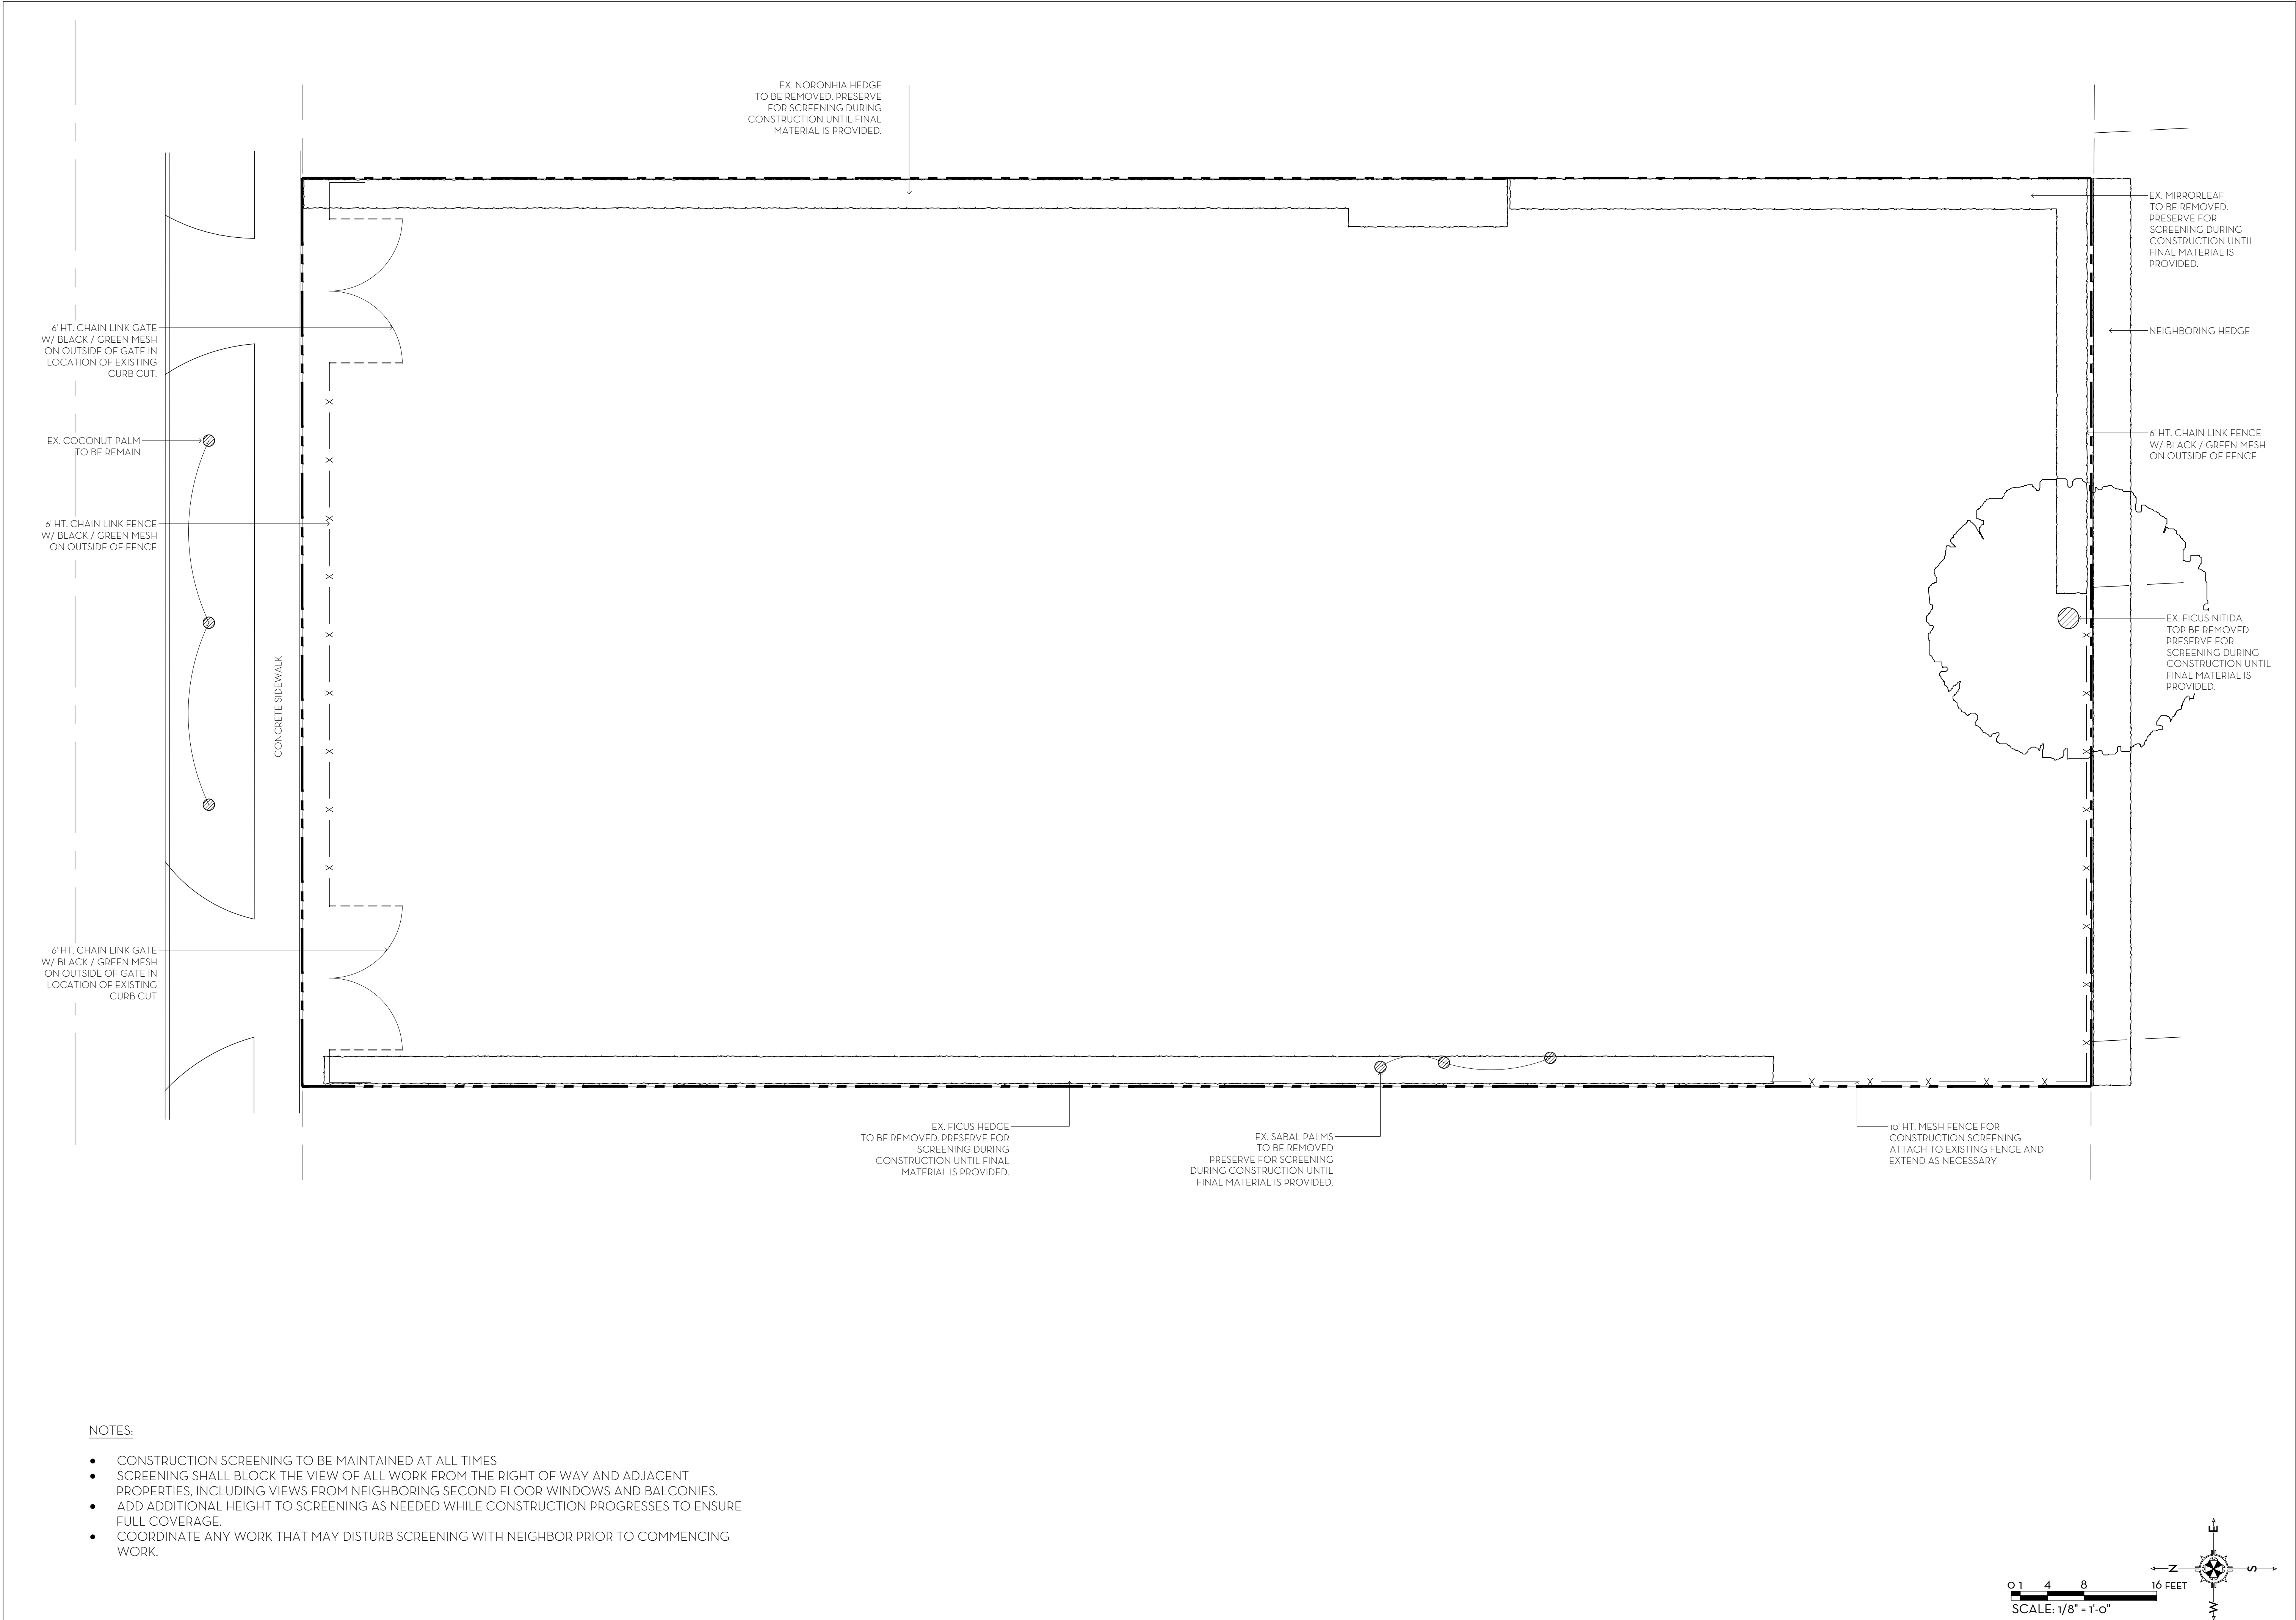 EX. NORONHIA HEDGE
TO BE REMOVED. PRESERVE
FOR SCREENING DURING
CONSTRUCTION UNTIL FINAL
MATERIAL IS PROVIDED.
EX. MIRRORLEAF
TO BE REMOVED.
PRESERVE FOR
SCREENING DURING
CONSTRUCTION UNTIL
FINAL MATERIAL IS
PROVIDED.
6' HT. CHAIN LINK GATE
W/ BLACK / GREEN MESH
ON OUTSIDE OF GATE IN
LOCATION OF EXISTING
CURB CUT.
NEIGHBORING HEDGE
EX. COCONUT PALM
TO BE REMAIN
6' HT. CHAIN LINK FENCE
W/ BLACK / GREEN MESH
ON OUTSIDE OF FENCE
6' HT. CHAIN LINK FENCE
W/ BLACK / GREEN MESH
ON OUTSIDE OF FENCE
EX. FICUS NITIDA
TOP BE REMOVED
PRESERVE FOR
SCREENING DURING
CONSTRUCTION UNTIL
FINAL MATERIAL IS
PROVIDED.
CONCRETE SIDEWALK
6' HT. CHAIN LINK GATE
W/ BLACK / GREEN MESH
ON OUTSIDE OF GATE IN
LOCATION OF EXISTING
CURB CUT
EX. FICUS HEDGE
TO BE REMOVED. PRESERVE FOR
SCREENING DURING
CONSTRUCTION UNTIL FINAL
MATERIAL IS PROVIDED.
EX. SABAL PALMS
TO BE REMOVED
PRESERVE FOR SCREENING
DURING CONSTRUCTION UNTIL
FINAL MATERIAL IS PROVIDED.
10' HT. MESH FENCE FOR
CONSTRUCTION SCREENING
ATTACH TO EXISTING FENCE AND
EXTEND AS NECESSARY
NOTES:
• CONSTRUCTION SCREENING TO BE MAINTAINED AT ALL TIMES
• SCREENING SHALL BLOCK THE VIEW OF ALL WORK FROM THE RIGHT OF WAY AND ADJACENT
PROPERTIES, INCLUDING VIEWS FROM NEIGHBORING SECOND FLOOR WINDOWS AND BALCONIES.
• ADD ADDITIONAL HEIGHT TO SCREENING AS NEEDED WHILE CONSTRUCTION PROGRESSES TO ENSURE
FULL COVERAGE.
• COORDINATE ANY WORK THAT MAY DISTURB SCREENING WITH NEIGHBOR PRIOR TO COMMENCING
WORK.
E
N S
W
0 1 4 8 16 FEET
SCALE: 1/8" = 1'-0"